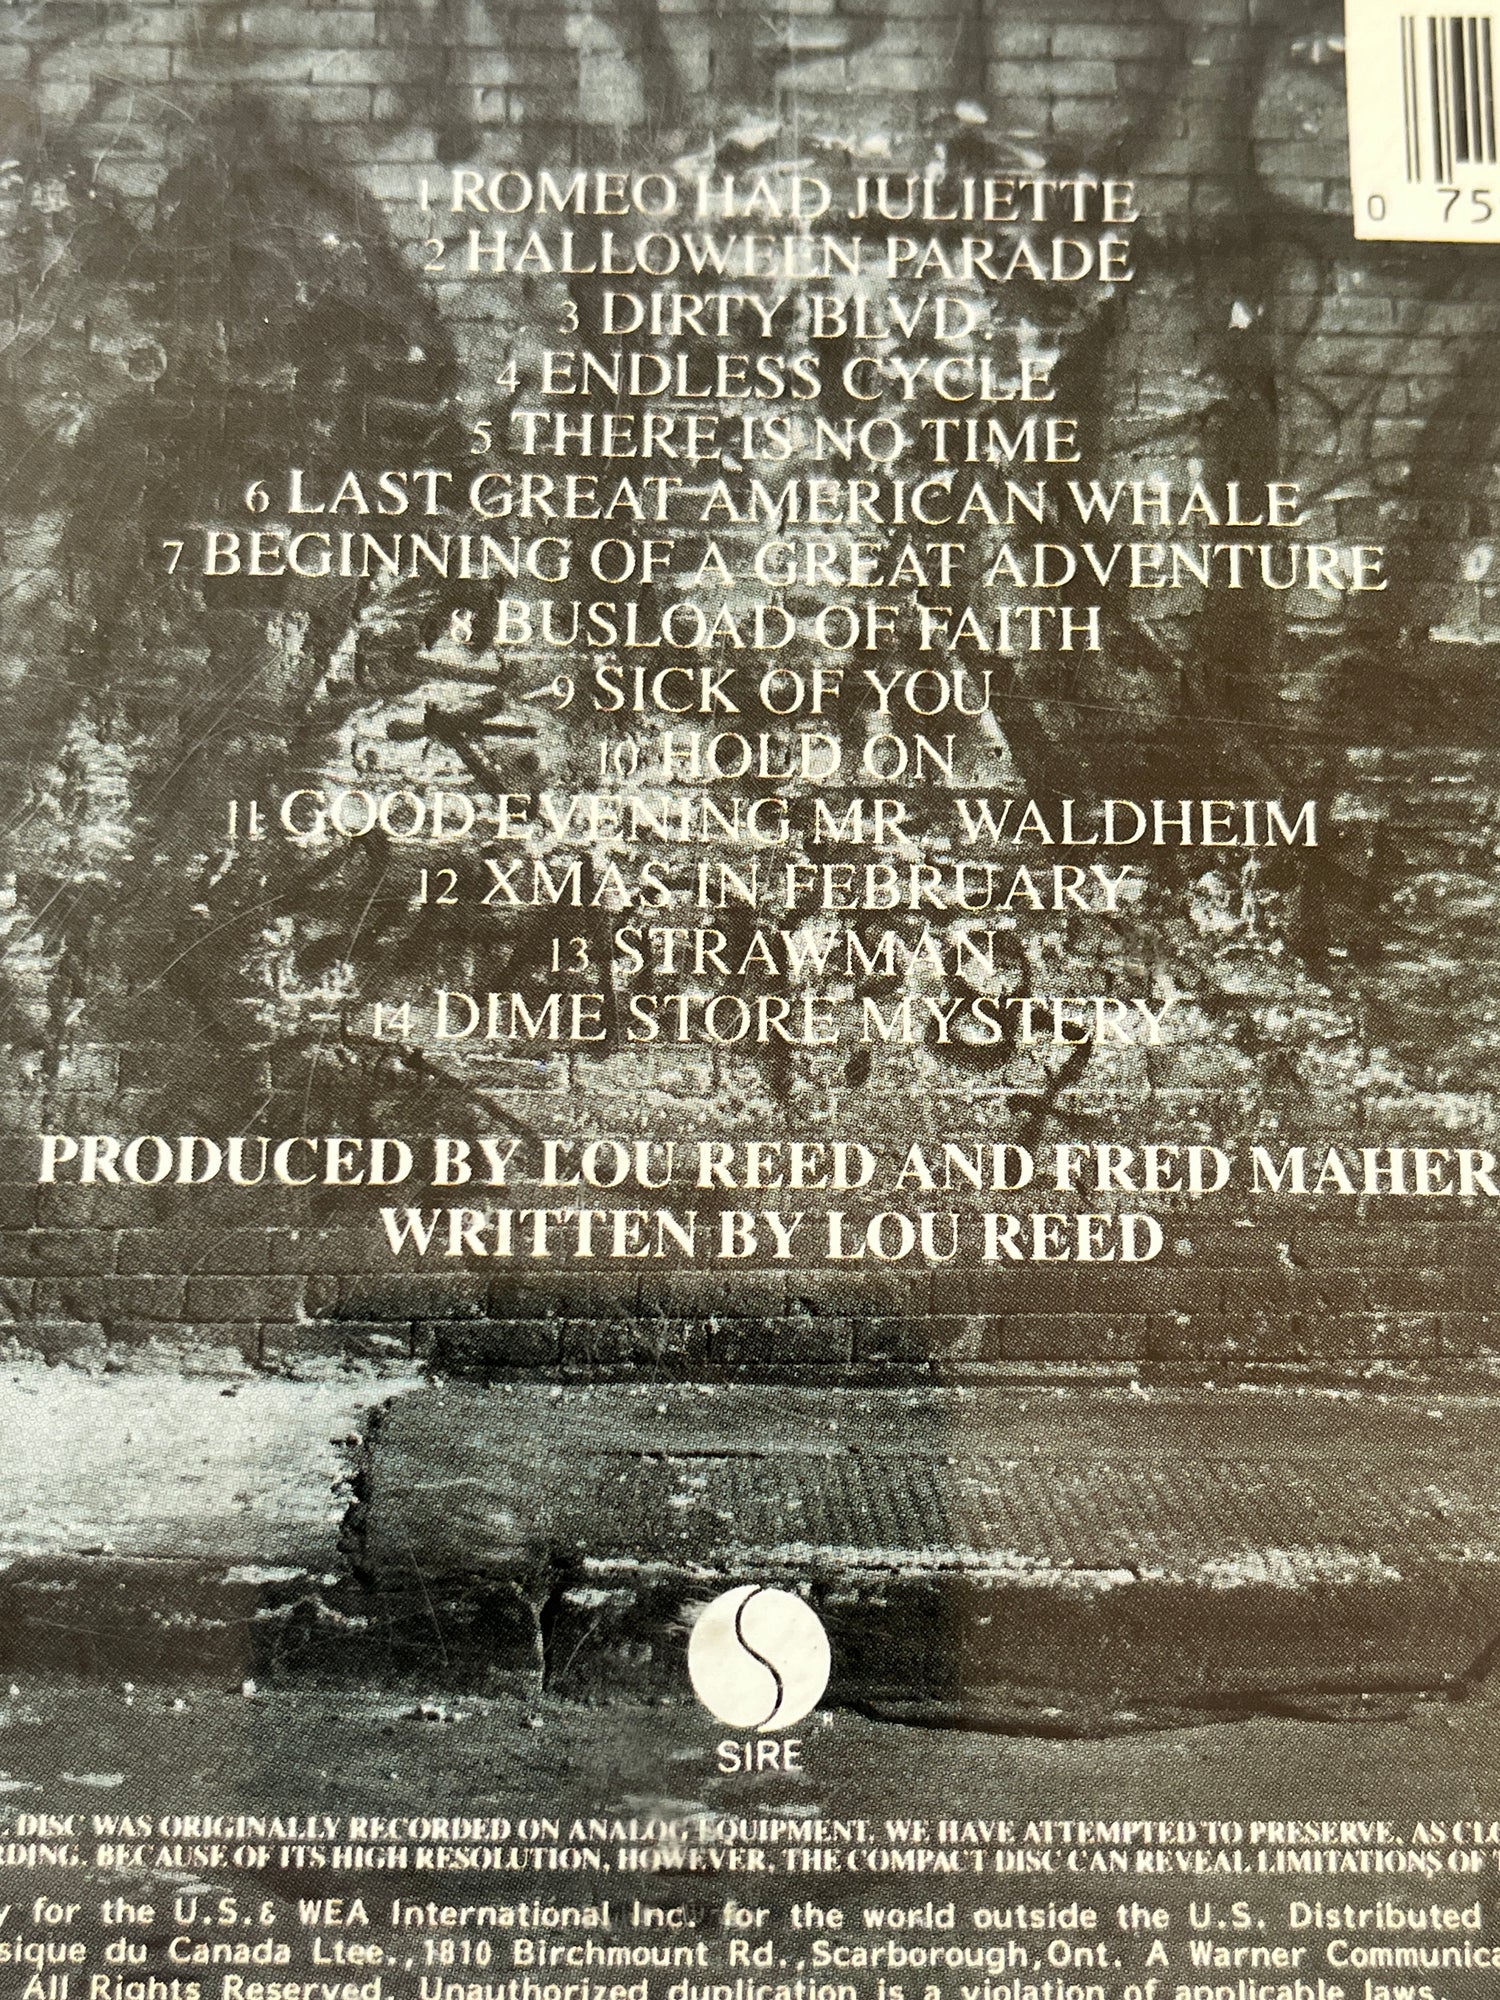 0 75
1 ROMEO HAD JULIETTE
2 HALLOWEEN PARADE
3 DIRTY BLVD.
4 ENDLESS CYCLE
5 THERE IS NO TIME
6 LAST GREAT AMERICAN WHALE
7 BEGINNING OF A GREAT ADVENTURE
8 BUSLOAD OF FAITH
9 SICK OF YOU
10 HOLD ON
11 GOOD EVENING MR. WALDHEIM
12 XMAS IN FEBRUARY
13 STRAWMAN
14 DIME STORE MYSTERY
PRODUCED BY LOU REED AND FRED MAHER
WRITTEN BY LOU REED
S
SIRE
DISC WAS ORIGINALLY RECORDED ON ANALOG EQUIPMENT. WE HAVE ATTEMPTED TO PRESERVE, AS CLO
RDING. BECAUSE OF ITS HIGH RESOLUTION, HOWEVER, THE COMPACT DISC CAN REVEAL LIMITATIONS OF T
y for the U.S.& WEA International Inc. for the world outside the U.S. Distributed
sique du Canada Ltee.,1810 Birchmount Rd.,Scarborough,Ont. A Warner Communica
All Rights Reserved. Unauthorized duplication is a violation of applicable laws.